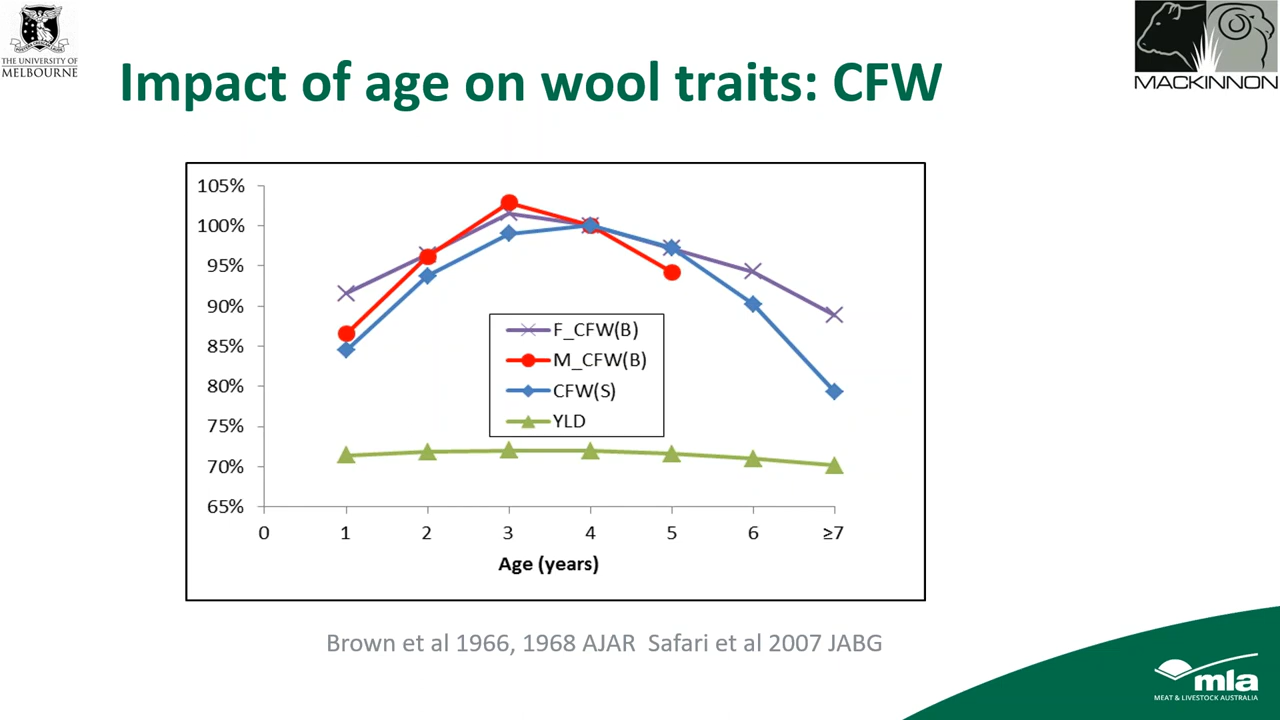 THE UNIVERSITY OF
MELBOURNE
MACKINNON
Impact of age on wool traits: CFW
105%
100%
95%
90%
85%
80%
75%
70%
65%
F_CFW(B)
M_CFW(B)
CFW(S)
YLD
0 1 2 3 4 5 6 ≥7
Age (years)
Brown et al 1966, 1968 AJAR Safari et al 2007 JABG
mla
MEAT & LIVESTOCK AUSTRALIA